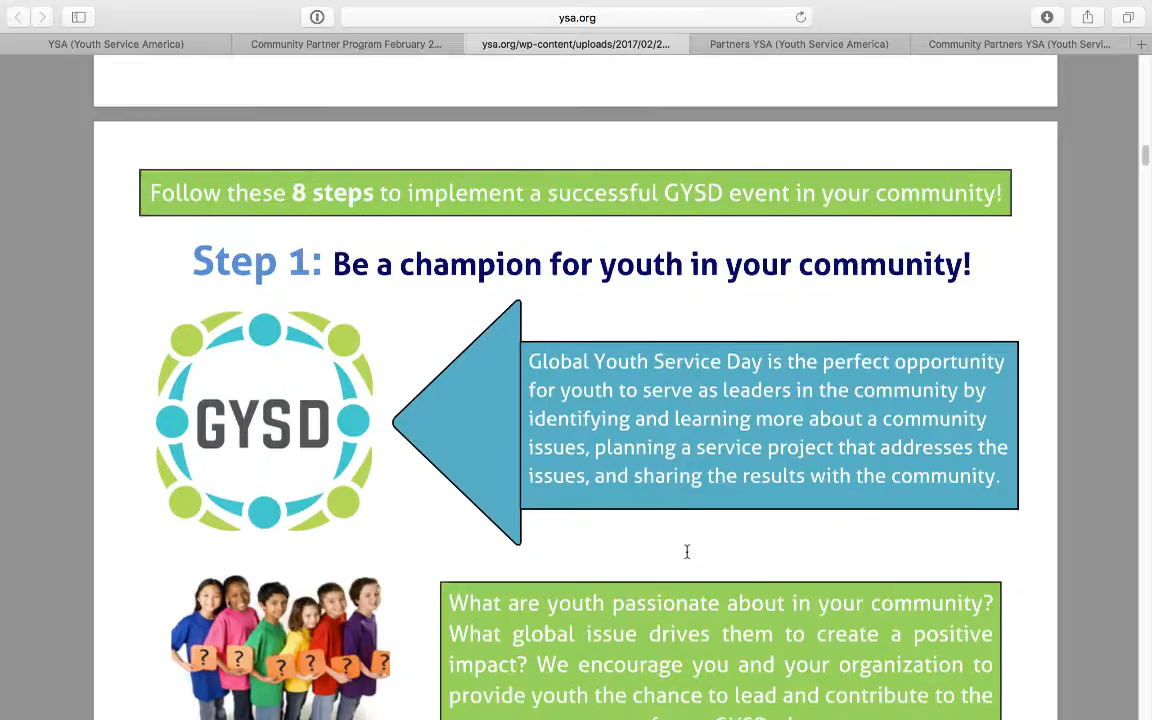 ysa.org
YSA (Youth Service America)
Community Partner Program February 2...
ysa.org/wp-content/uploads/2017/02/2...
Partners YSA (Youth Service America)
Community Partners YSA (Youth Servi...
Follow these 8 steps to implement a successful GYSD event in your community!
Step 1: Be a champion for youth in your community!
GYSD
Global Youth Service Day is the perfect opportunity
for youth to serve as leaders in the community by
identifying and learning more about a community
issues, planning a service project that addresses the
issues, and sharing the results with the community.
? ? ? ? ? ?
What are youth passionate about in your community?
What global issue drives them to create a positive
impact? We encourage you and your organization to
provide youth the chance to lead and contribute to the